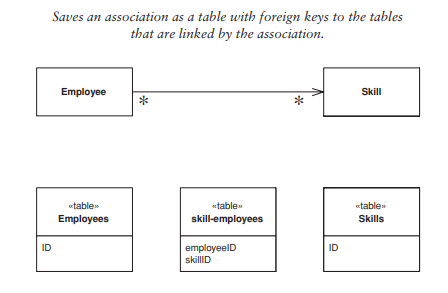 Saves an association as a table with foreign keys to the tables
that are linked by the association.
Employee
Skill
*
*
«table»
Employees
ID
«table»
skill-employees
employeeID
skillID
«table»
Skills
ID